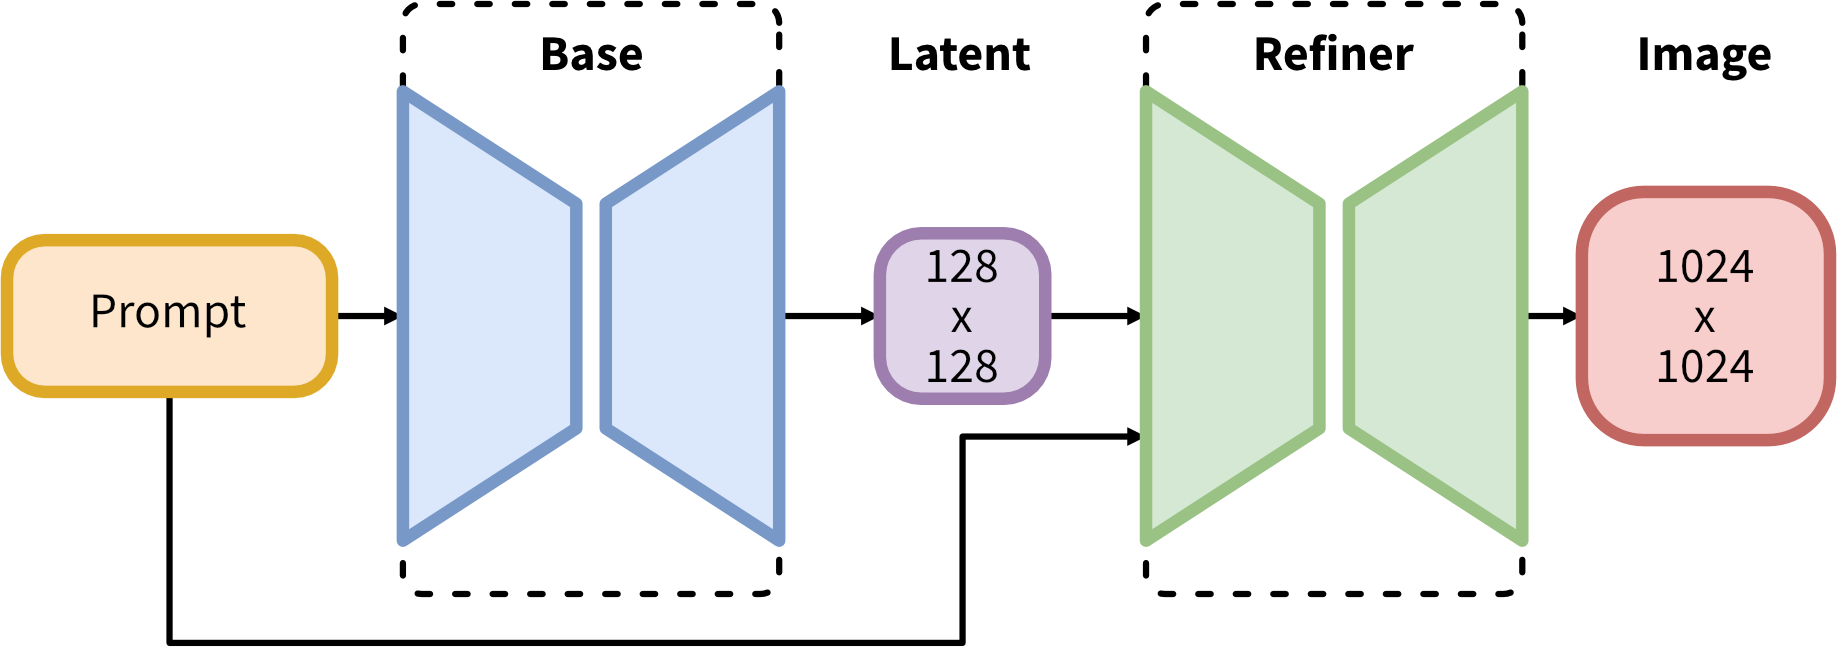 Base
Latent
Refiner
Image
Prompt
128
x
128
1024
x
1024